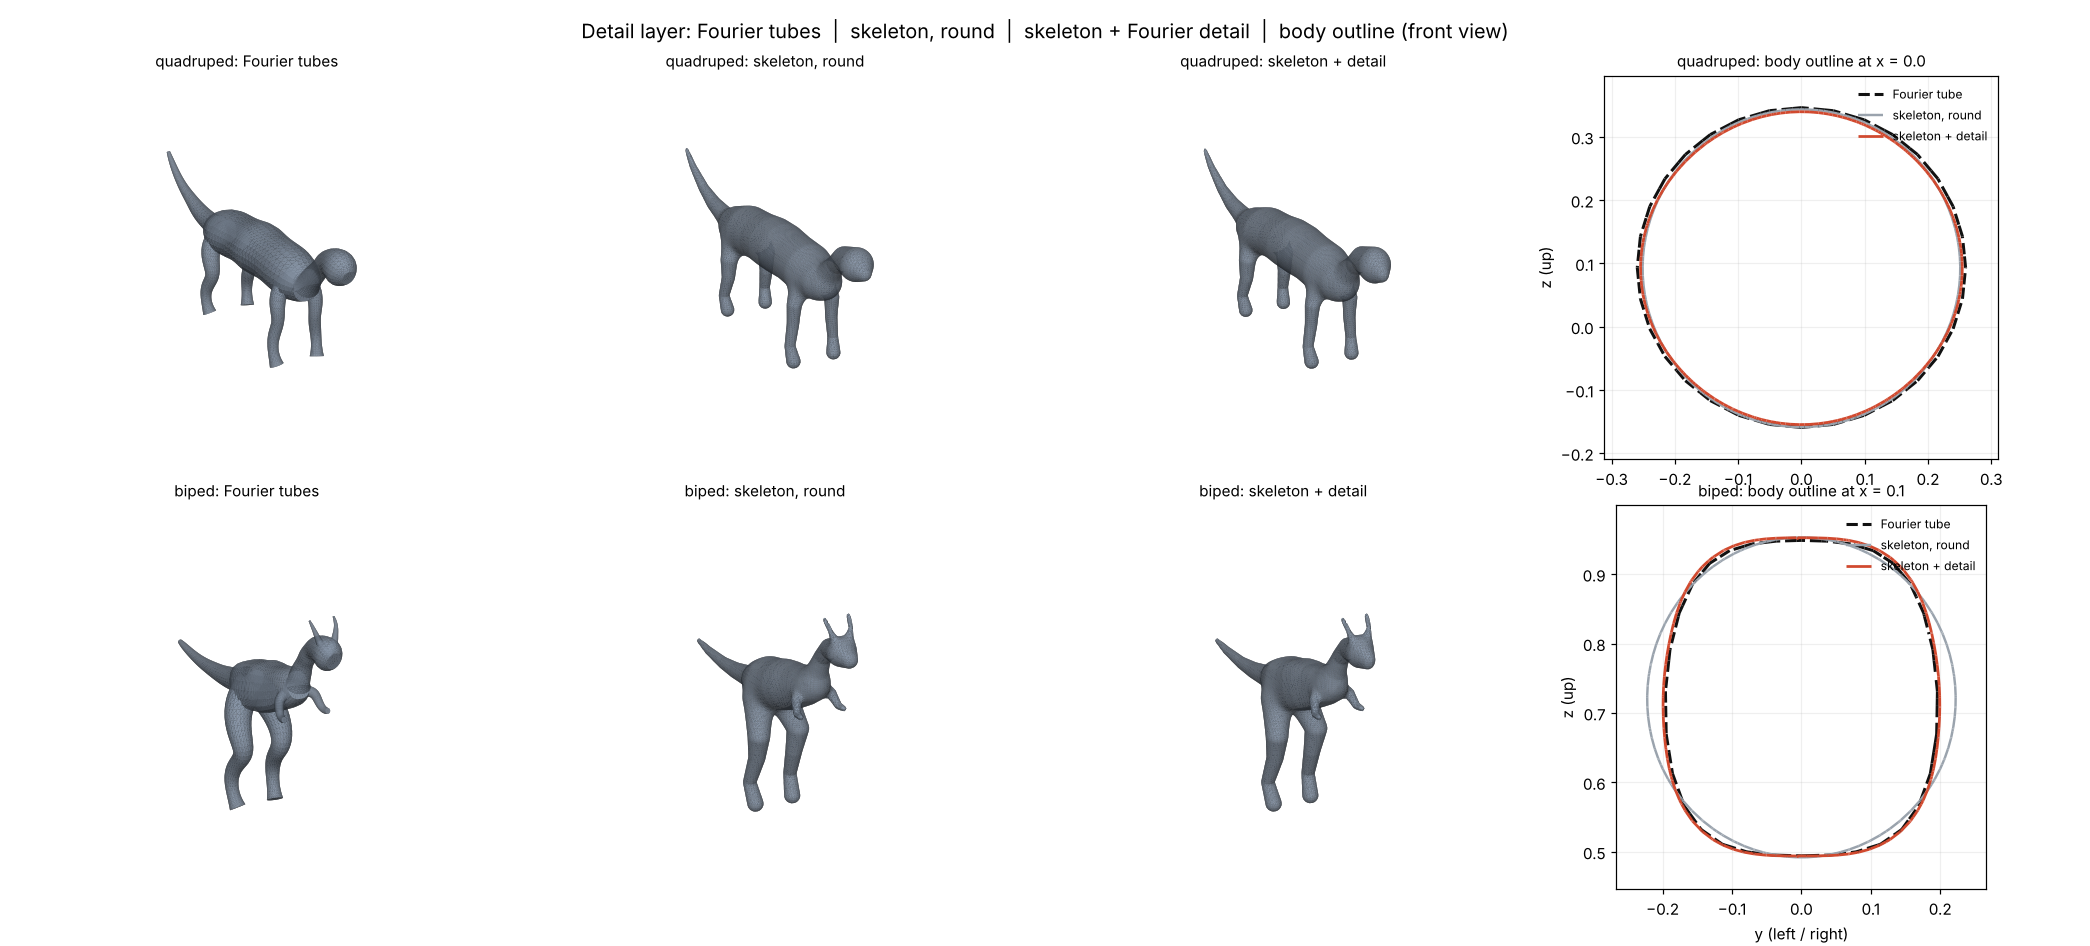 Detail layer: Fourier tubes | skeleton, round | skeleton + Fourier detail | body outline (front view)
quadruped: Fourier tubes
quadruped: skeleton, round
quadruped: skeleton + detail
quadruped: body outline at x = 0.0
Fourier tube
skeleton, round
skeleton + detail
z (up)
0.3
0.2
0.1
0.0
−0.1
−0.2
−0.3 −0.2 −0.1 0.0 0.1 0.2 0.3
biped: Fourier tubes
biped: skeleton, round
biped: skeleton + detail
biped: body outline at x = 0.1
Fourier tube
skeleton, round
skeleton + detail
z (up)
0.9
0.8
0.7
0.6
0.5
−0.2 −0.1 0.0 0.1 0.2
y (left / right)